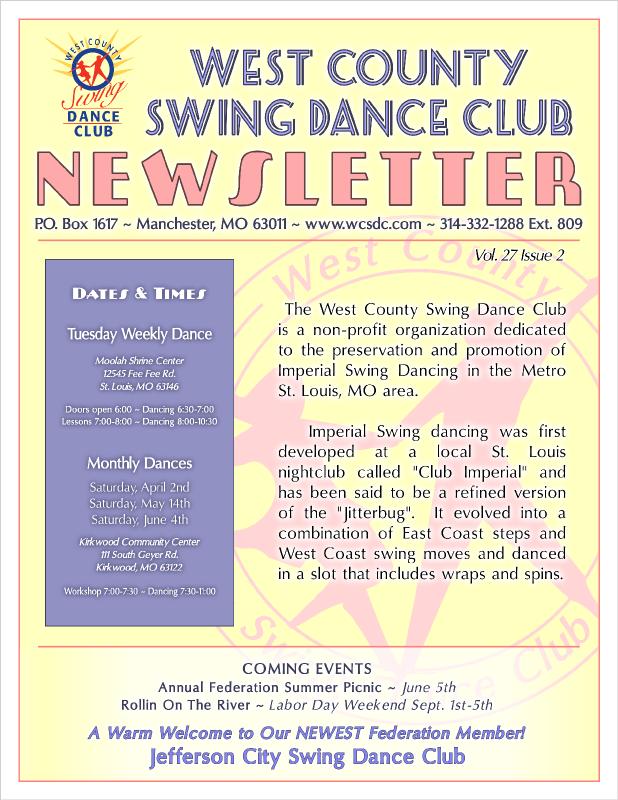 WEST COUNTY
Swing
DANCE
CLUB
WEST COUNTY
SWING DANCE CLUB
NEWSLETTER
P.O. Box 1617 ~ Manchester, MO 63011 ~ www.wcsdc.com ~ 314-332-1288 Ext. 809
Vol. 27 Issue 2
DATES & TIMES
Tuesday Weekly Dance
Moolah Shrine Center
12545 Fee Fee Rd.
St. Louis, MO 63146
Doors open 6:00 ~ Dancing 6:30-7:00
Lessons 7:00-8:00 ~ Dancing 8:00-10:30
Monthly Dances
Saturday, April 2nd
Saturday, May 14th
Saturday, June 4th
Kirkwood Community Center
111 South Geyer Rd.
Kirkwood, MO 63122
Workshop 7:00-7:30 ~ Dancing 7:30-11:00
West County
The West County Swing Dance Club
is a non-profit organization dedicated
to the preservation and promotion of
Imperial Swing Dancing in the Metro
St. Louis, MO area.
Imperial Swing dancing was first
developed at a local St. Louis
nightclub called "Club Imperial" and
has been said to be a refined version
of the "Jitterbug". It evolved into a
combination of East Coast steps and
West Coast swing moves and danced
in a slot that includes wraps and spins.
Swing Dance Club
COMING EVENTS
Annual Federation Summer Picnic ~ June 5th
Rollin On The River ~ Labor Day Weekend Sept. 1st-5th
A Warm Welcome to Our NEWEST Federation Member!
Jefferson City Swing Dance Club